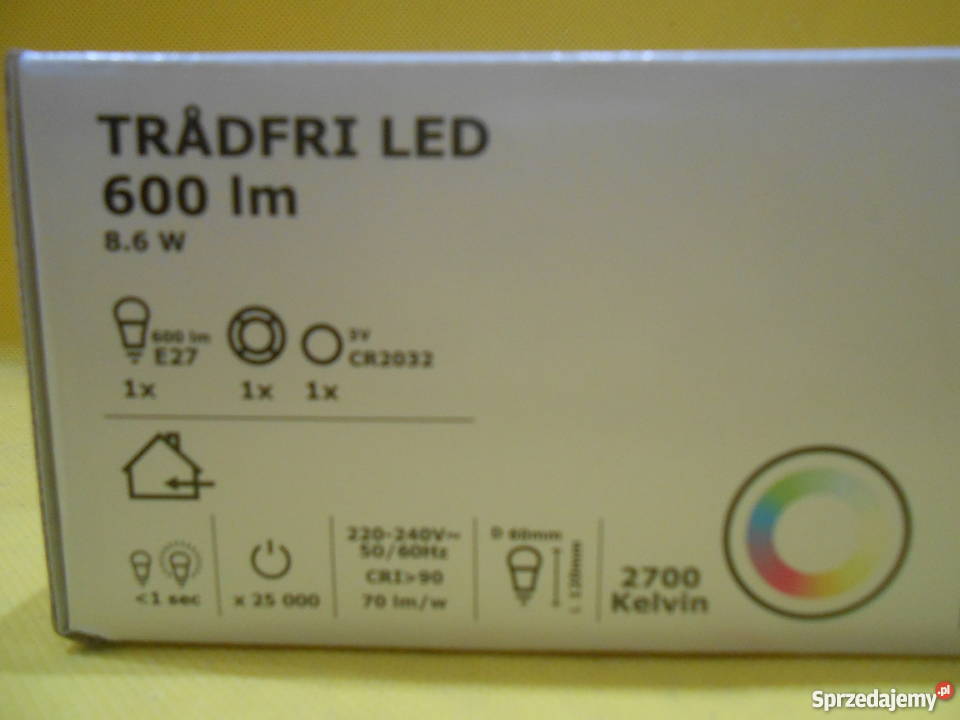 TRÅDFRI LED
600 lm
8.6 W
600 lm
E27
3V
CR2032
1x
1x
1x
<1 sec
x 25 000
220-240V~
50/60Hz
CRI>90
70 lm/w
D 60mm
L 120mm
2700
Kelvin
Sprzedajemy.pl